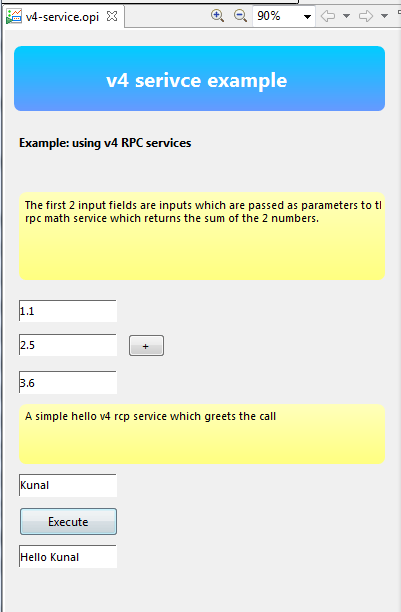 v4-service.opi
90%
v4 serivce example
Example: using v4 RPC services
The first 2 input fields are inputs which are passed as parameters to tl
rpc math service which returns the sum of the 2 numbers.
1.1
2.5
+
3.6
A simple hello v4 rcp service which greets the call
Kunal
Execute
Hello Kunal